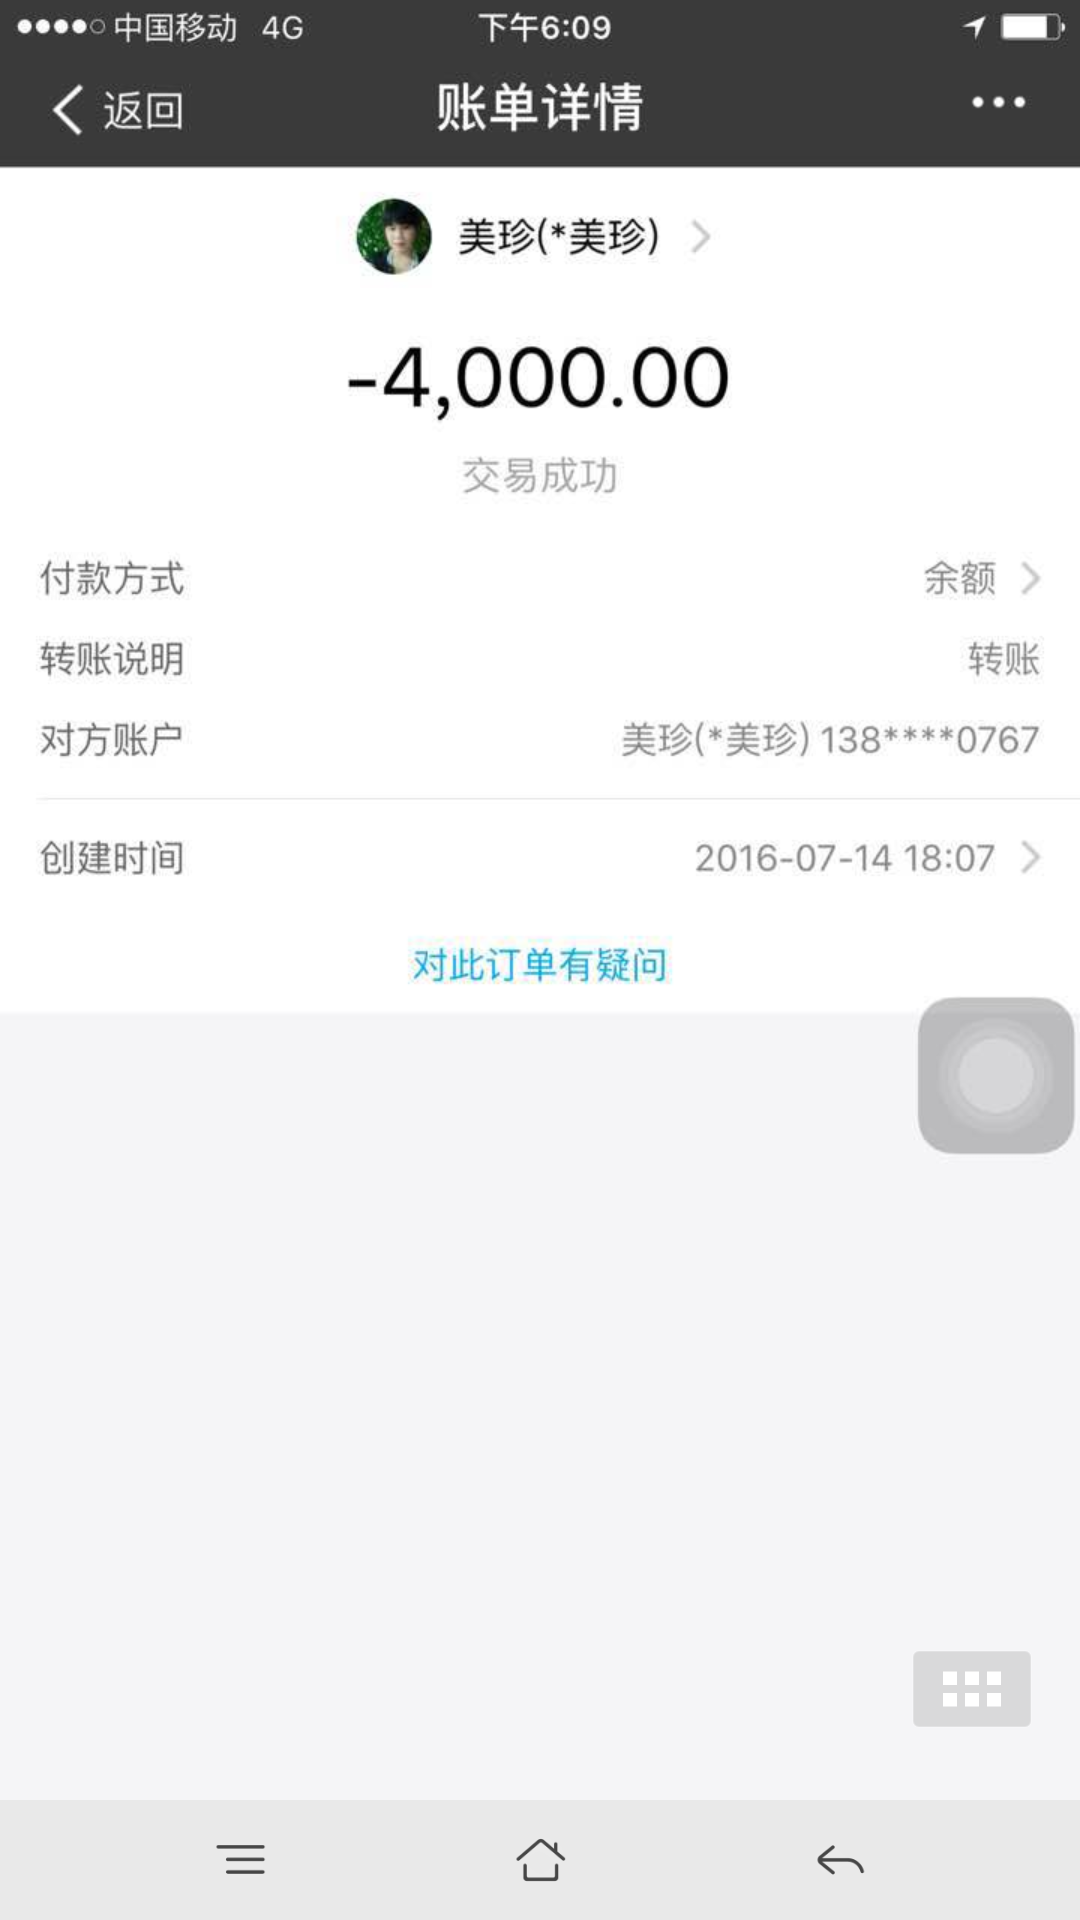 中国移动 4G 下午6:09
返回 账单详情
美珍(*美珍)
-4,000.00
交易成功
付款方式 余额
转账说明 转账
对方账户 美珍(*美珍) 138****0767
创建时间 2016-07-14 18:07
对此订单有疑问